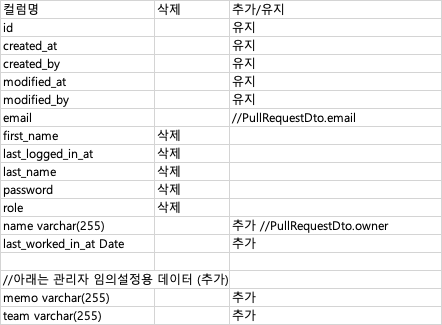 컬럼명 삭제 추가/유지
id 유지
created_at 유지
created_by 유지
modified_at 유지
modified_by 유지
email //PullRequestDto.email
first_name 삭제
last_logged_in_at 삭제
last_name 삭제
password 삭제
role 삭제
name varchar(255) 추가 //PullRequestDto.owner
last_worked_in_at Date 추가
//아래는 관리자 임의설정용 데이터 (추가)
memo varchar(255) 추가
team varchar(255) 추가